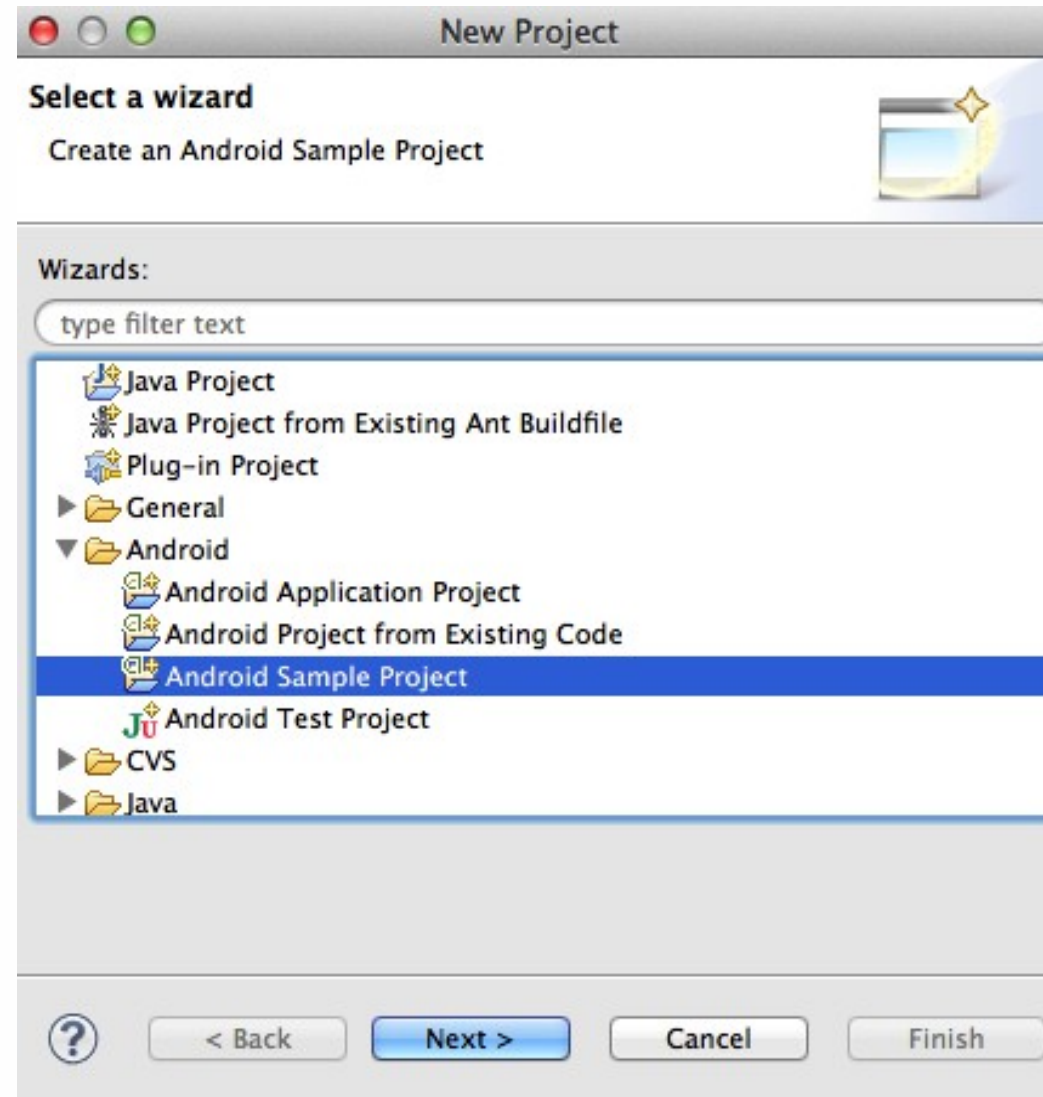 New Project
Select a wizard
Create an Android Sample Project
Wizards:
type filter text
Java Project
Java Project from Existing Ant Buildfile
Plug-in Project
General
Android
Android Application Project
Android Project from Existing Code
Android Sample Project
Android Test Project
CVS
Java
? < Back Next > Cancel Finish